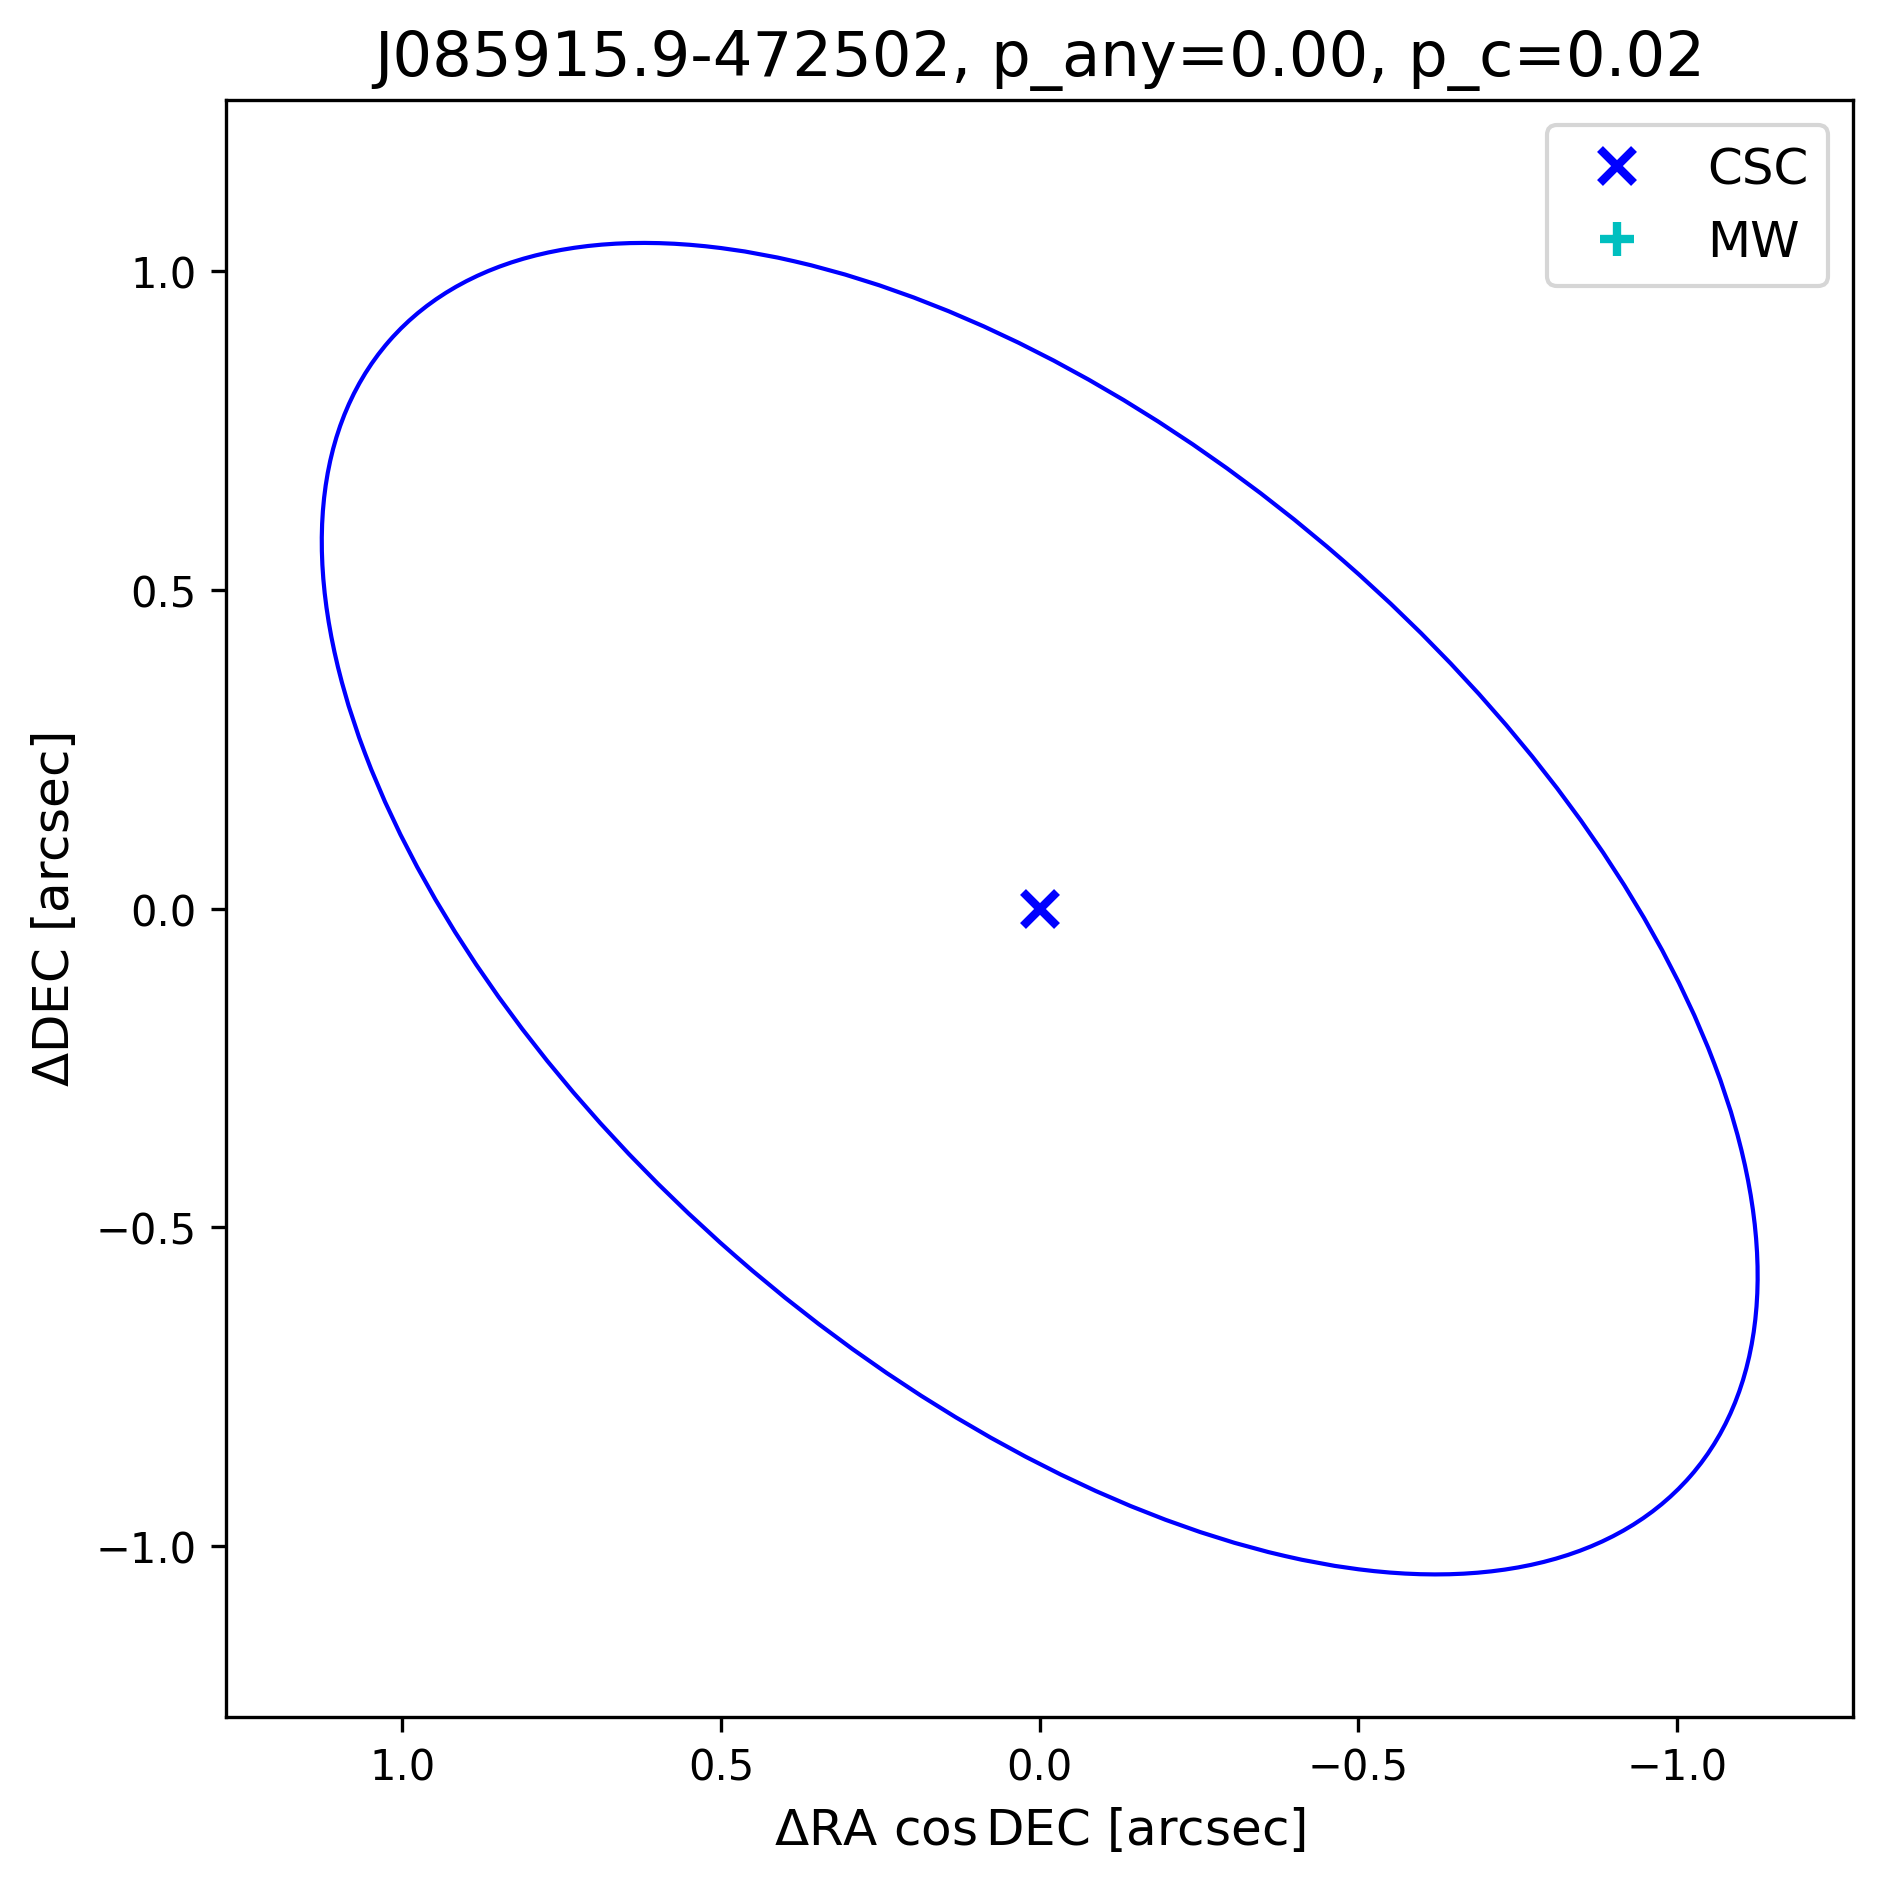 J085915.9-472502, p_any=0.00, p_c=0.02
CSC
MW
1.0
0.5
0.0
−0.5
−1.0
ΔDEC [arcsec]
1.0 0.5 0.0 −0.5 −1.0
ΔRA cos DEC [arcsec]